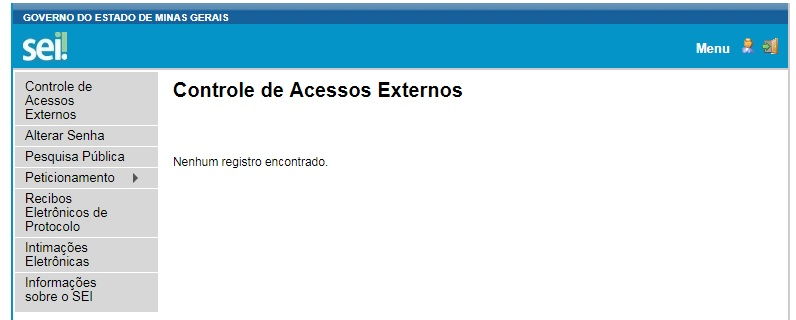 GOVERNO DO ESTADO DE MINAS GERAIS
sei!
Menu
Controle de
Acessos
Externos
Alterar Senha
Pesquisa Pública
Peticionamento
Recibos
Eletrônicos de
Protocolo
Intimações
Eletrônicas
Informações
sobre o SEI
Controle de Acessos Externos
Nenhum registro encontrado.